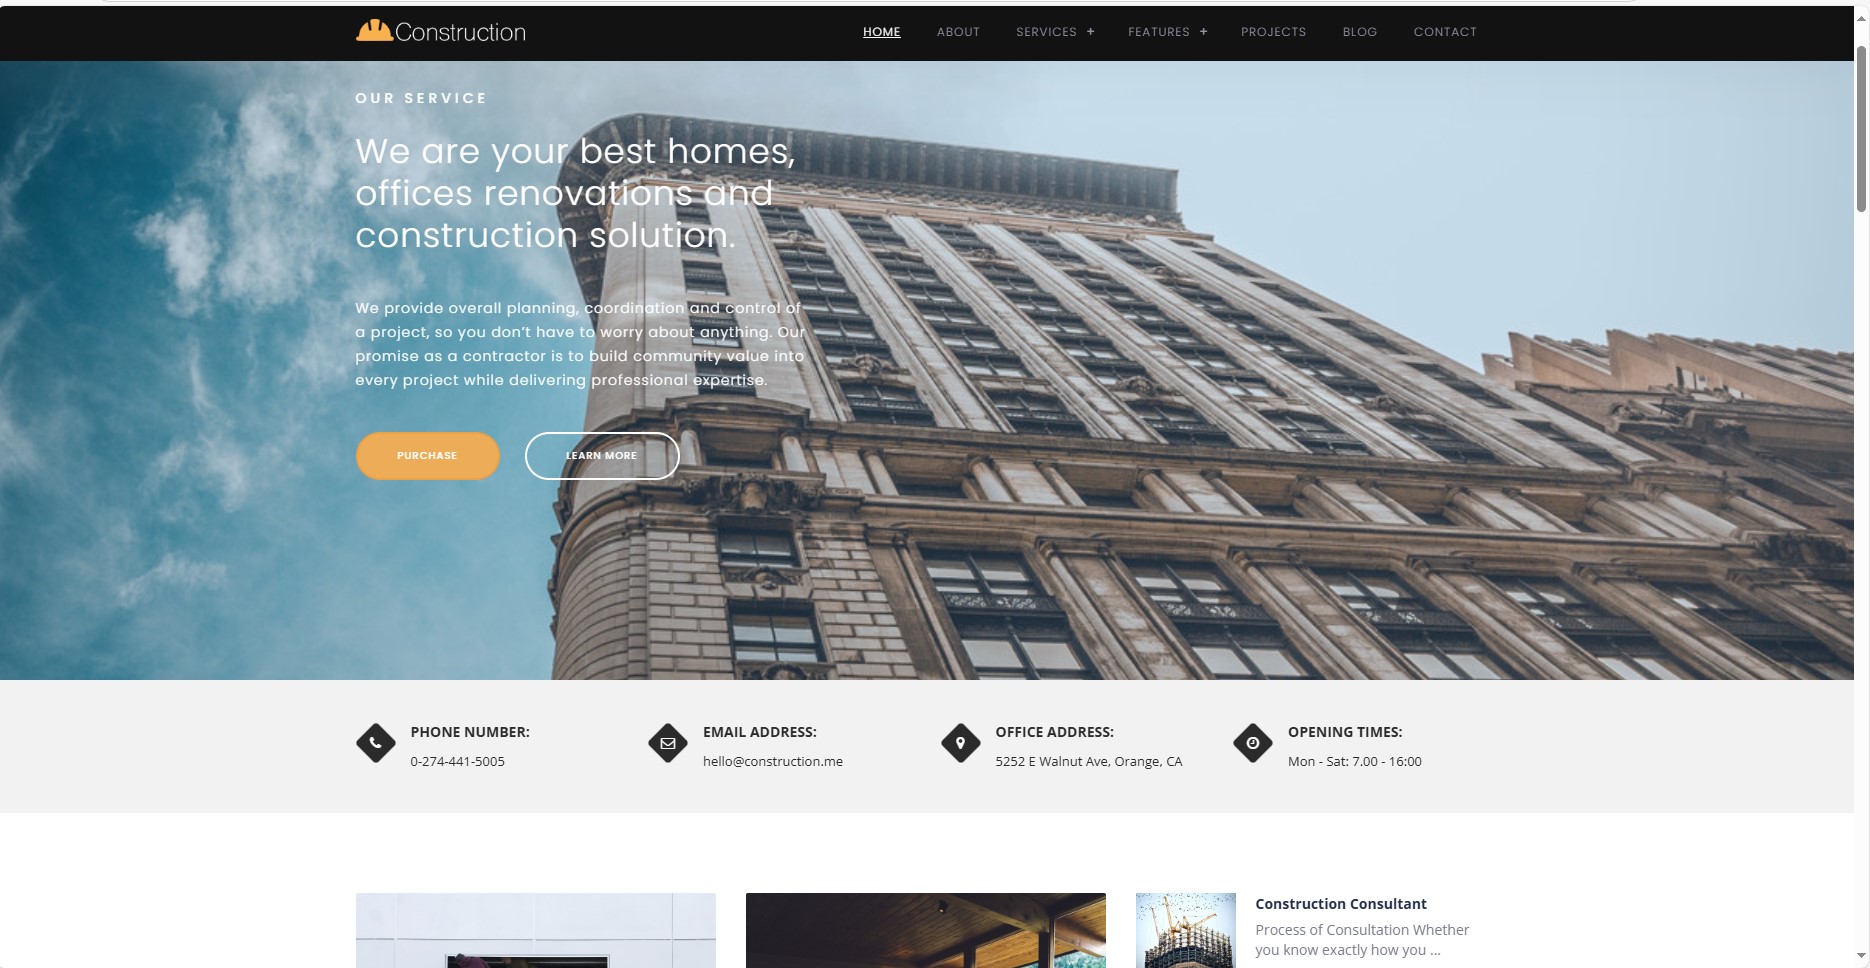 Construction
HOME ABOUT SERVICES + FEATURES + PROJECTS BLOG CONTACT
OUR SERVICE
We are your best homes,
offices renovations and
construction solution.
We provide overall planning, coordination and control of
a project, so you don’t have to worry about anything. Our
promise as a contractor is to build community value into
every project while delivering professional expertise.
PURCHASE LEARN MORE
PHONE NUMBER:
0-274-441-5005
EMAIL ADDRESS:
hello@construction.me
OFFICE ADDRESS:
5252 E Walnut Ave, Orange, CA
OPENING TIMES:
Mon - Sat: 7.00 - 16:00
Construction Consultant
Process of Consultation Whether
you know exactly how you ...